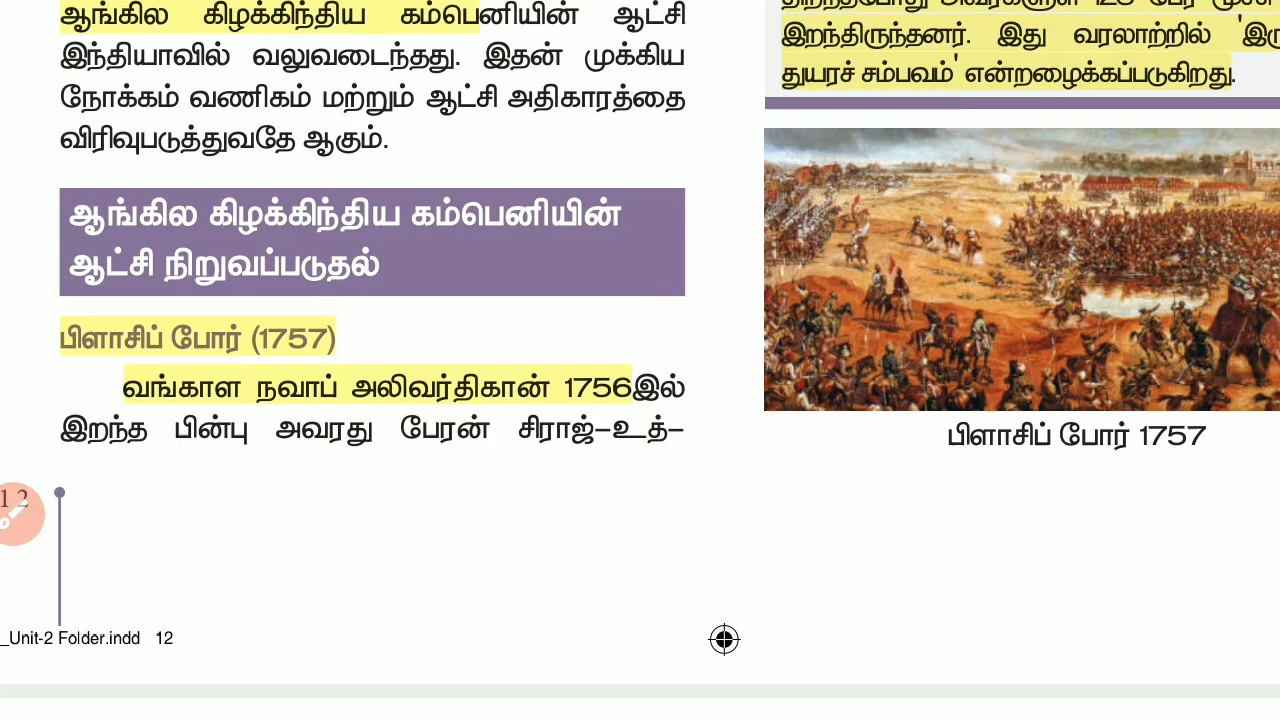 ஆங்கில கிழக்கிந்திய கம்பெனியின் ஆட்சி
இந்தியாவில் வலுவடைந்தது. இதன் முக்கிய
நோக்கம் வணிகம் மற்றும் ஆட்சி அதிகாரத்தை
விரிவுபடுத்துவதே ஆகும்.
ஆங்கில கிழக்கிந்திய கம்பெனியின்
ஆட்சி நிறுவப்படுதல்
பிளாசிப் போர் (1757)
வங்காள நவாப் அலிவர்திகான் 1756இல்
இறந்த பின்பு அவரது பேரன் சிராஜ்–உத்–
12
_Unit-2 Folder.indd 12
இறந்திருந்தனர். இது வரலாற்றில்
துயரச் சம்பவம்' என்றழைக்கப்படுகிறது.
பிளாசிப் போர் 1757